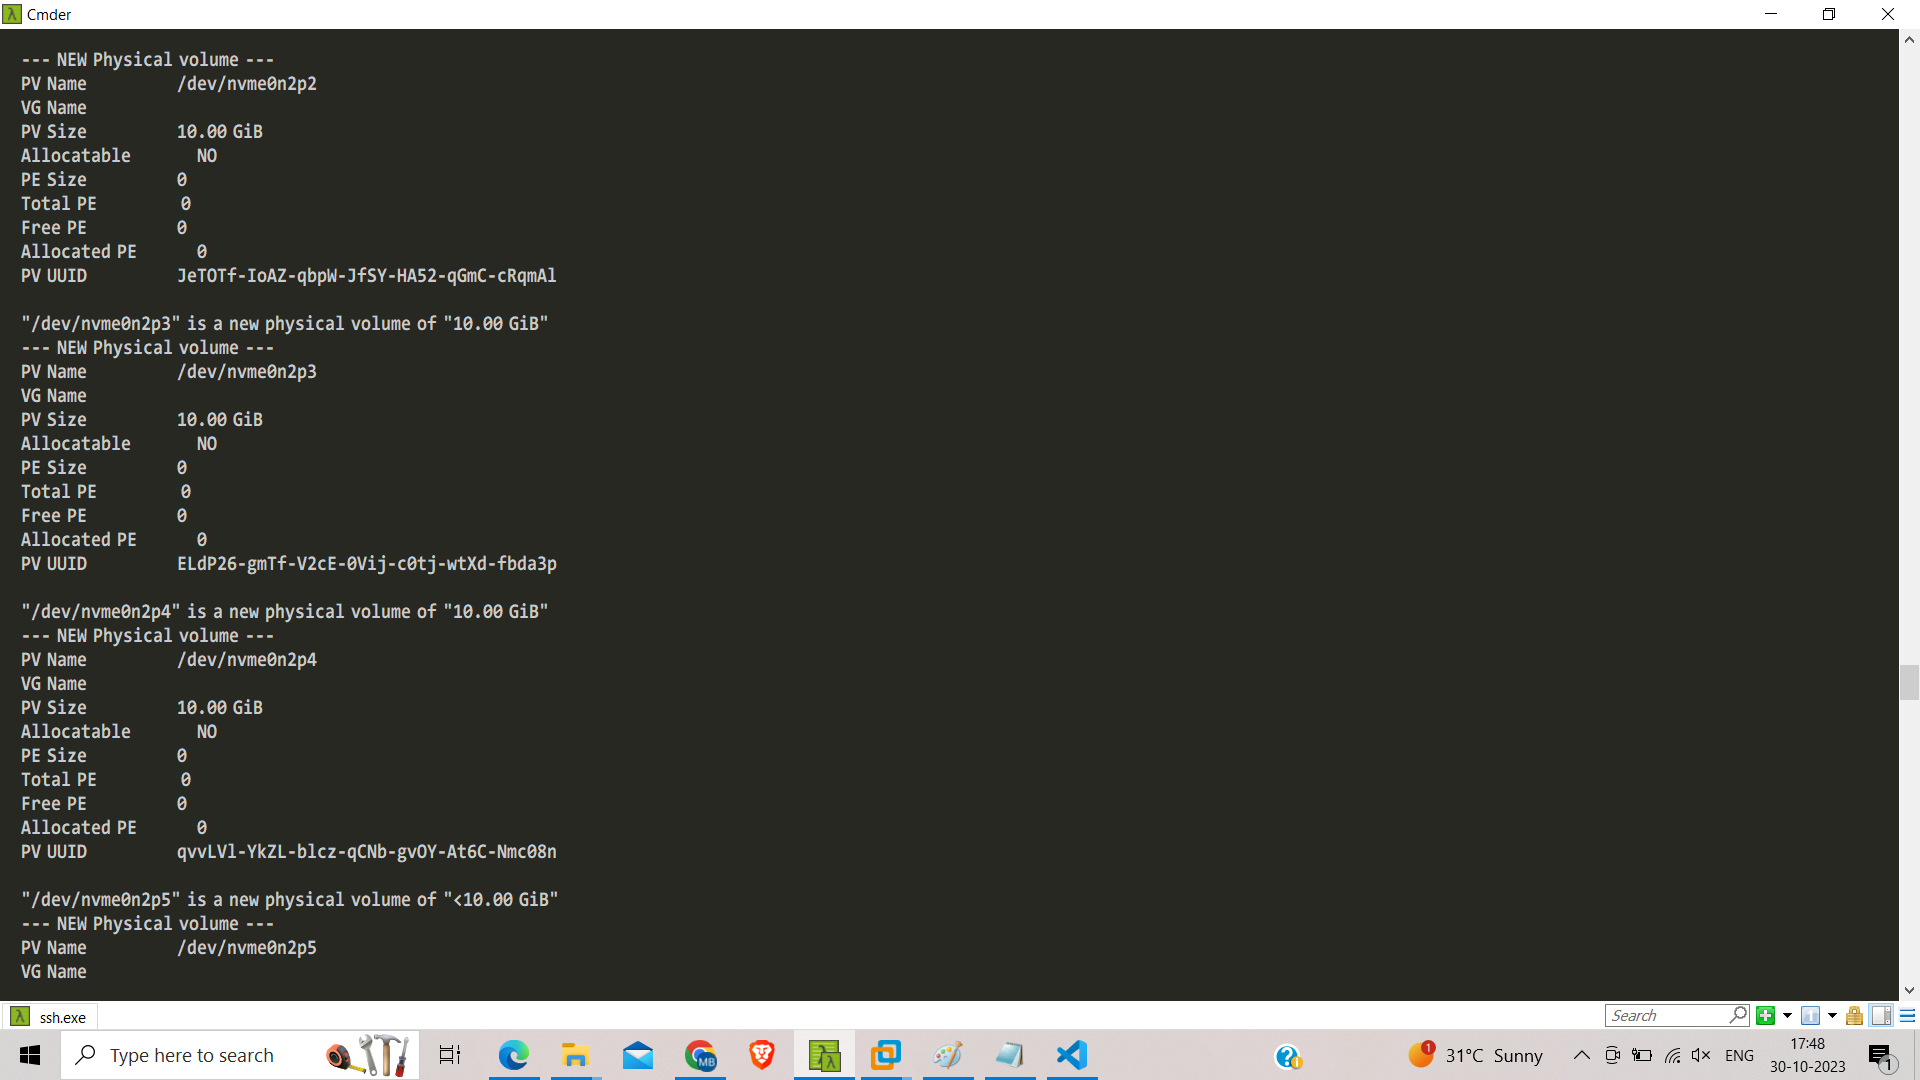 Cmder
--- NEW Physical volume ---
PV Name /dev/nvme0n2p2
VG Name
PV Size 10.00 GiB
Allocatable NO
PE Size 0
Total PE 0
Free PE 0
Allocated PE 0
PV UUID JeTOTf-IoAZ-qbpW-JfSY-HA52-qGmC-cRqmAl
"/dev/nvme0n2p3" is a new physical volume of "10.00 GiB"
--- NEW Physical volume ---
PV Name /dev/nvme0n2p3
VG Name
PV Size 10.00 GiB
Allocatable NO
PE Size 0
Total PE 0
Free PE 0
Allocated PE 0
PV UUID ELdP26-gmTf-V2cE-0Vij-c0tj-wtXd-fbda3p
"/dev/nvme0n2p4" is a new physical volume of "10.00 GiB"
--- NEW Physical volume ---
PV Name /dev/nvme0n2p4
VG Name
PV Size 10.00 GiB
Allocatable NO
PE Size 0
Total PE 0
Free PE 0
Allocated PE 0
PV UUID qvvLVl-YkZL-blcz-qCNb-gvOY-At6C-Nmc08n
"/dev/nvme0n2p5" is a new physical volume of "<10.00 GiB"
--- NEW Physical volume ---
PV Name /dev/nvme0n2p5
VG Name
ssh.exe
Search
Type here to search
MB
1
31°C Sunny
ENG
17:48
30-10-2023
1